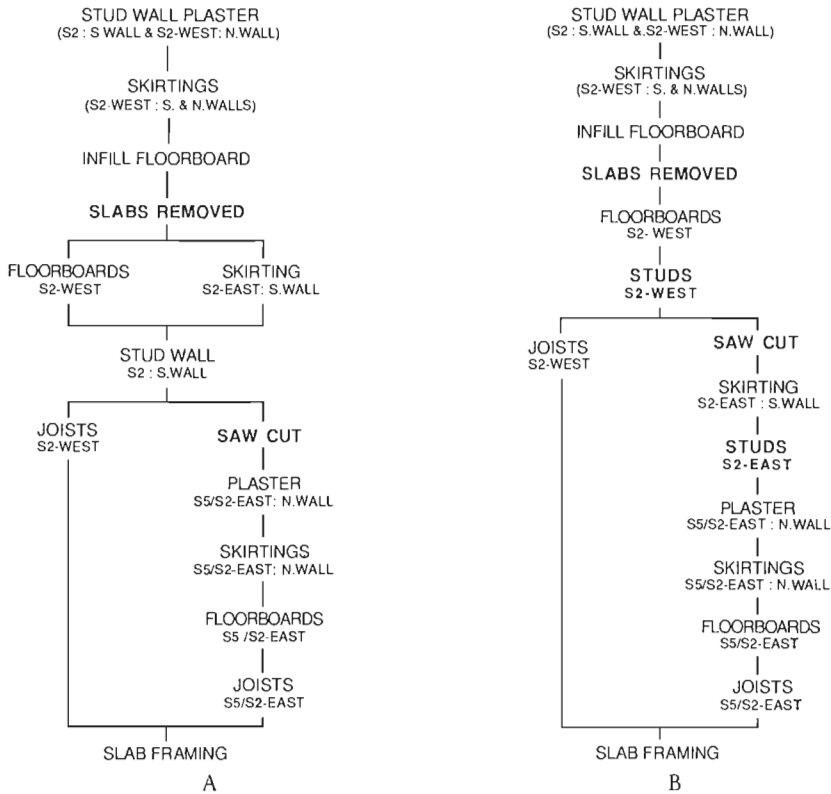 STUD WALL PLASTER
(S2 : S WALL & S2-WEST: N.WALL)
SKIRTINGS
(S2-WEST : S. & N.WALLS)
INFILL FLOORBOARD
SLABS REMOVED
FLOORBOARDS
S2-WEST
SKIRTING
S2-EAST: S.WALL
STUD WALL
S2 : S.WALL
JOISTS
S2-WEST
SAW CUT
PLASTER
S5/S2-EAST: N.WALL
SKIRTINGS
S5/S2-EAST: N.WALL
FLOORBOARDS
S5 /S2-EAST
JOISTS
S5/S2-EAST
SLAB FRAMING
A
STUD WALL PLASTER
(S2 : S.WALL &.S2-WEST : N.WALL)
SKIRTINGS
(S2-WEST : S. & N.WALLS)
INFILL FLOORBOARD
SLABS REMOVED
FLOORBOARDS
S2- WEST
STUDS
S2-WEST
JOISTS
S2-WEST
SAW CUT
SKIRTING
S2-EAST : S.WALL
STUDS
S2-EAST
PLASTER
S5/S2-EAST : N.WALL
SKIRTINGS
S5/S2-EAST : N.WALL
FLOORBOARDS
S5/S2-EAST
JOISTS
S5/S2-EAST
SLAB FRAMING
B